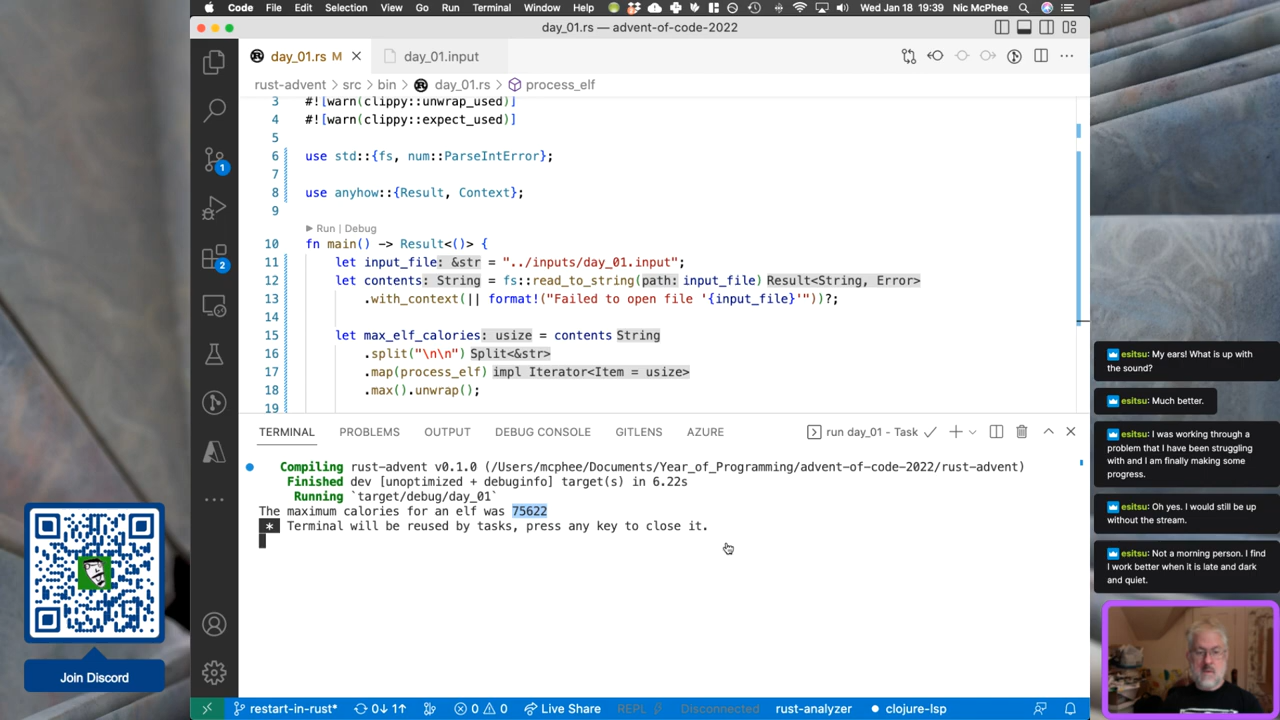 Code File Edit Selection View Go Run Terminal Window Help Wed Jan 18 19:39 Nic McPhee
day_01.rs — advent-of-code-2022
day_01.rs M day_01.input
rust-advent > src > bin > day_01.rs > process_elf
3 #![warn(clippy::unwrap_used)]
4 #![warn(clippy::expect_used)]
5
6 use std::{fs, num::ParseIntError};
7
8 use anyhow::{Result, Context};
9
Run | Debug
10 fn main() -> Result<()> {
11 let input_file: &str = "../inputs/day_01.input";
12 let contents: String = fs::read_to_string(path: input_file) Result<String, Error>
13 .with_context(|| format!("Failed to open file '{input_file}'"))?;
14
15 let max_elf_calories: usize = contents String
16 .split("\n\n") Split<&str>
17 .map(process_elf) impl Iterator<Item = usize>
18 .max().unwrap();
19
TERMINAL PROBLEMS OUTPUT DEBUG CONSOLE GITLENS AZURE run day_01 - Task
Compiling rust-advent v0.1.0 (/Users/mcphee/Documents/Year_of_Programming/advent-of-code-2022/rust-advent)
Finished dev [unoptimized + debuginfo] target(s) in 6.22s
Running `target/debug/day_01`
The maximum calories for an elf was 75622
* Terminal will be reused by tasks, press any key to close it.
1
2
restart-in-rust* 0↓ 1↑ 0 0 Live Share REPL Disconnected rust-analyzer clojure-lsp
Join Discord
esitsu: My ears! What is up with
the sound?
esitsu: Much better.
esitsu: I was working through a
problem that I have been struggling
with and I am finally making some
progress.
esitsu: Oh yes. I would still be up
without the stream.
esitsu: Not a morning person. I find
I work better when it is late and dark
and quiet.